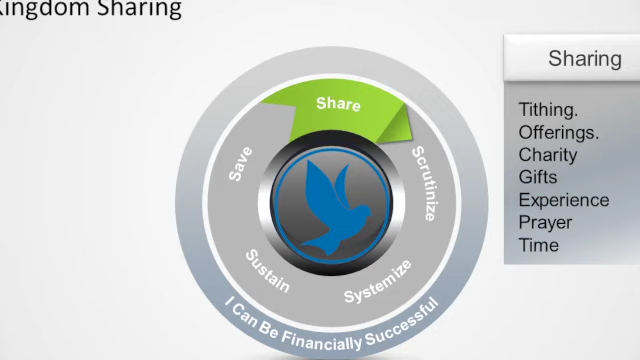 Kingdom Sharing
Sharing
Tithing.
Offerings.
Charity
Gifts
Experience
Prayer
Time
Share
Scrutinize
Systemize
Sustain
Save
I Can Be Financially Successful